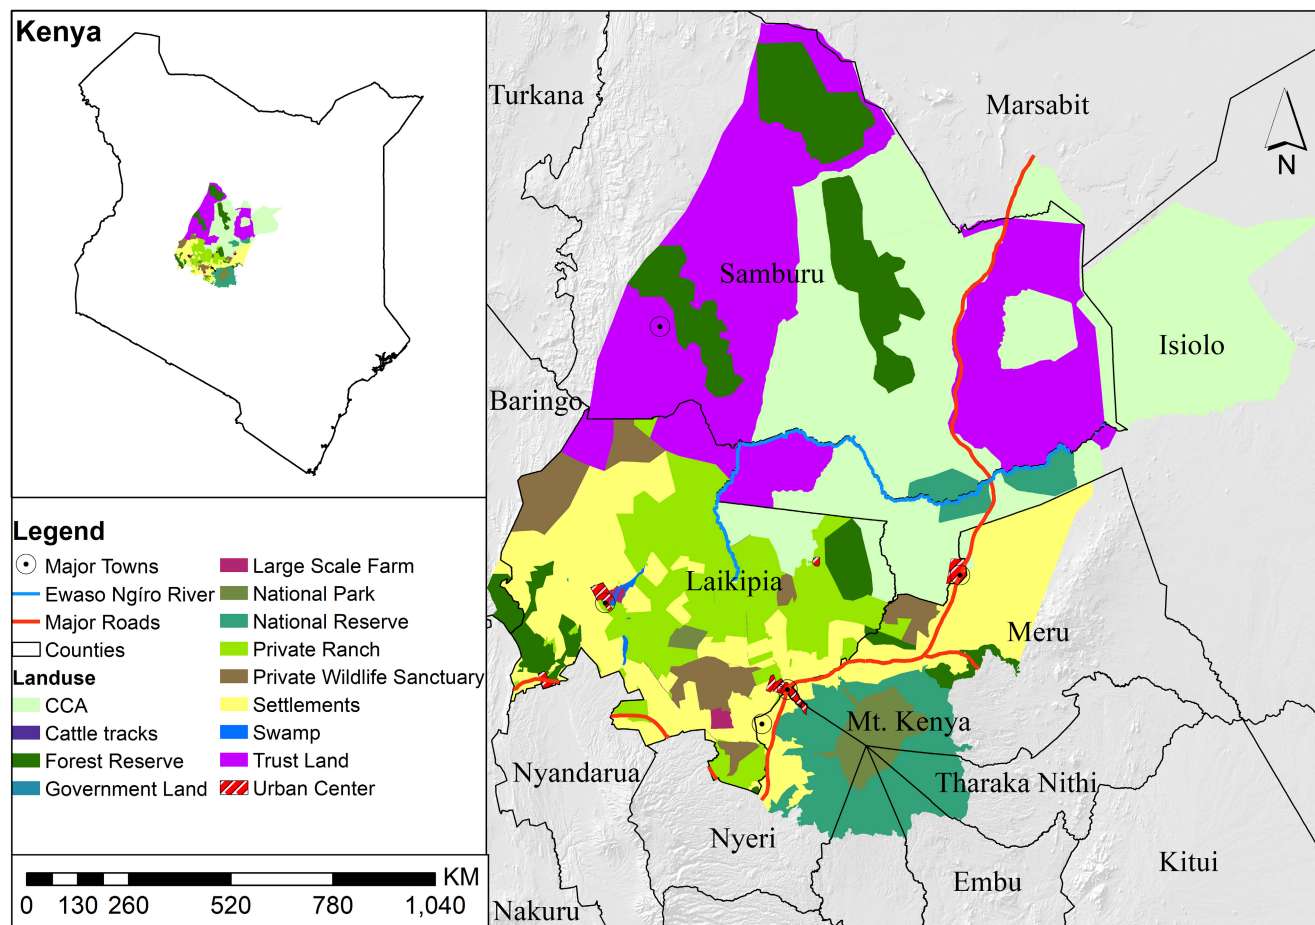 Kenya
Legend
Major Towns
Ewaso Ngíro River
Major Roads
Counties
Landuse
CCA
Cattle tracks
Forest Reserve
Government Land
Large Scale Farm
National Park
National Reserve
Private Ranch
Private Wildlife Sanctuary
Settlements
Swamp
Trust Land
Urban Center
KM
0 130 260 520 780 1,040
Turkana
Marsabit
N
Samburu
Isiolo
Baringo
Laikipia
Meru
Mt. Kenya
Nyandarua
Tharaka Nithi
Nyeri
Kitui
Embu
Nakuru